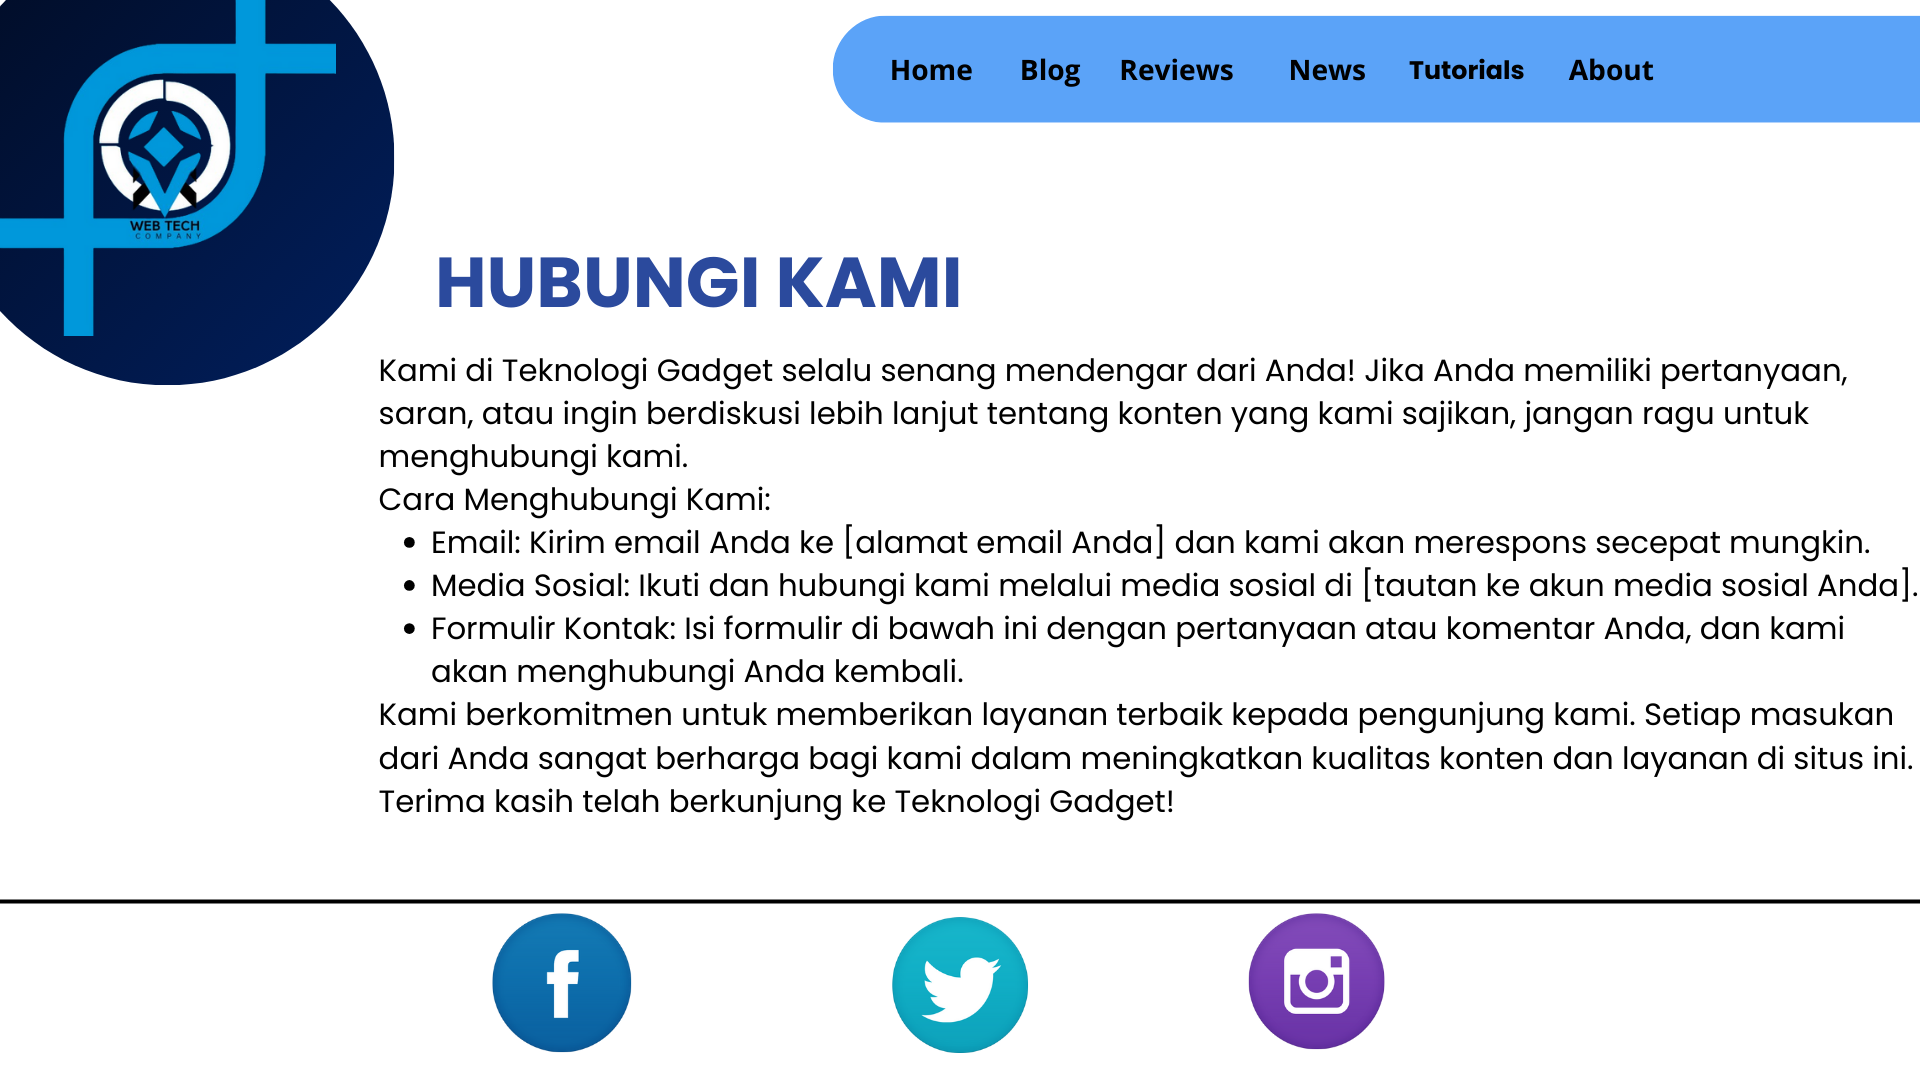 Home Blog Reviews News Tutorials About
WEB TECH
COMPANY
HUBUNGI KAMI
Kami di Teknologi Gadget selalu senang mendengar dari Anda! Jika Anda memiliki pertanyaan,
saran, atau ingin berdiskusi lebih lanjut tentang konten yang kami sajikan, jangan ragu untuk
menghubungi kami.
Cara Menghubungi Kami:
• Email: Kirim email Anda ke [alamat email Anda] dan kami akan merespons secepat mungkin.
• Media Sosial: Ikuti dan hubungi kami melalui media sosial di [tautan ke akun media sosial Anda].
• Formulir Kontak: Isi formulir di bawah ini dengan pertanyaan atau komentar Anda, dan kami
akan menghubungi Anda kembali.
Kami berkomitmen untuk memberikan layanan terbaik kepada pengunjung kami. Setiap masukan
dari Anda sangat berharga bagi kami dalam meningkatkan kualitas konten dan layanan di situs ini.
Terima kasih telah berkunjung ke Teknologi Gadget!